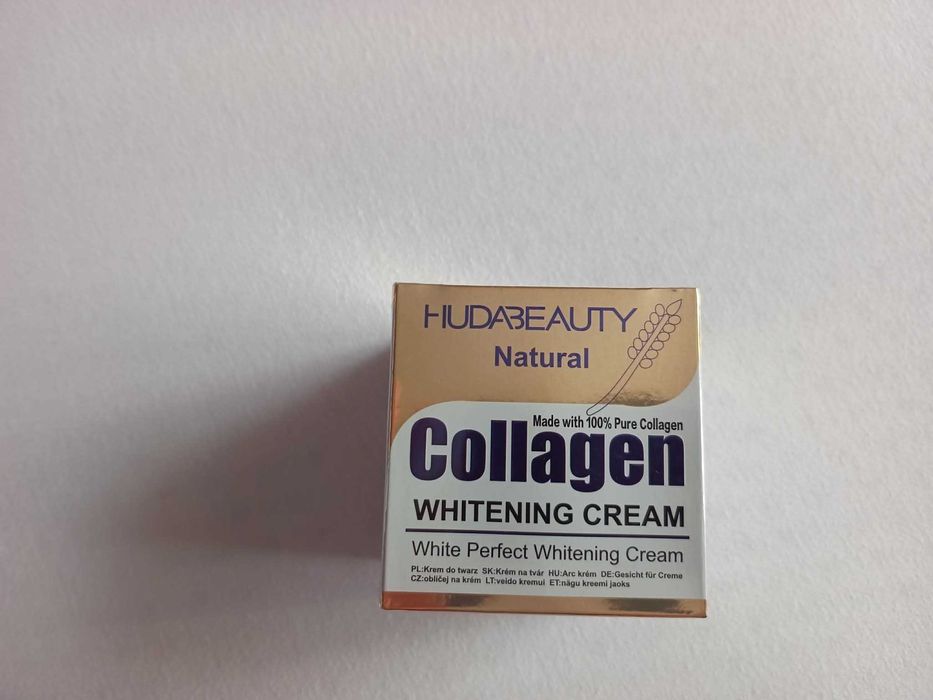 HUDABEAUTY
Natural
Made with 100% Pure Collagen
Collagen
WHITENING CREAM
White Perfect Whitening Cream
PL:Krem do twarz SK:Krém na tvár HU:Arc krém DE:Gesicht für Creme
CZ:obličej na krém LT:veido kremui ET:nägu kreemi jaoks